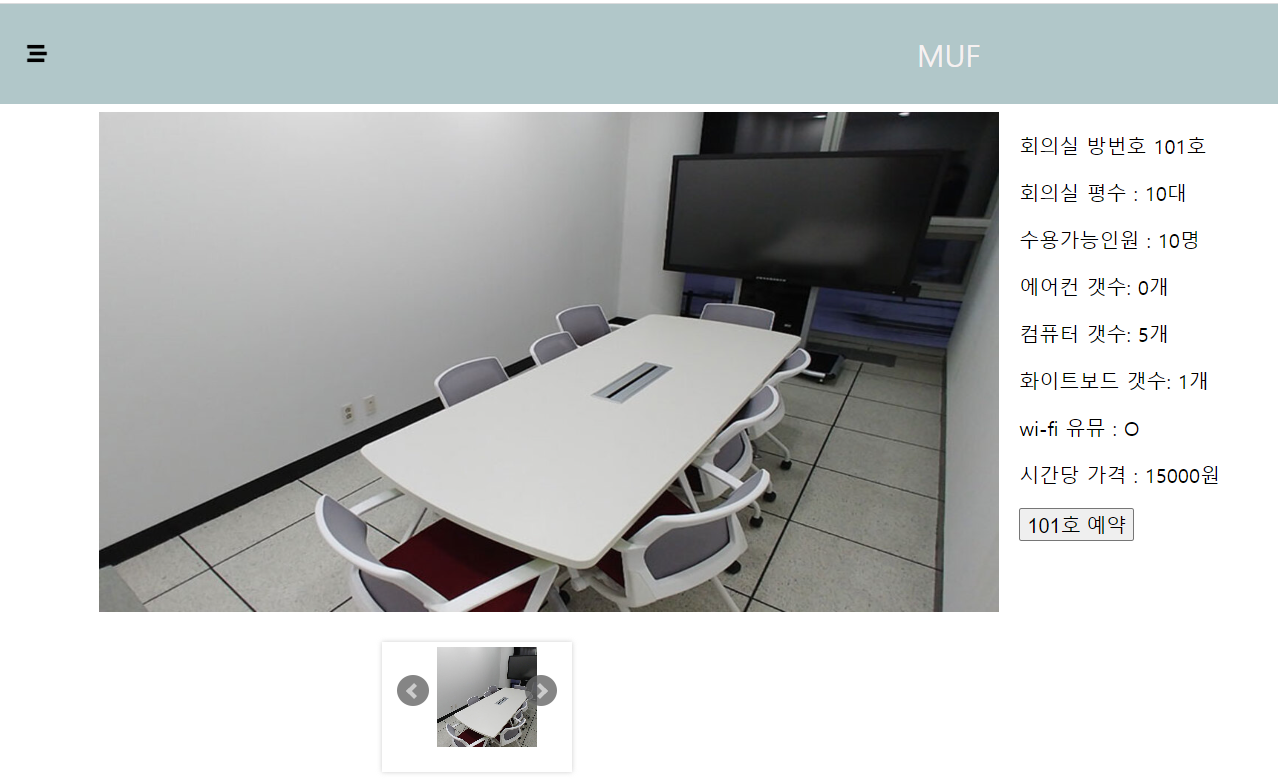 MUF
회의실 방번호 101호
회의실 평수 : 10대
수용가능인원 : 10명
에어컨 갯수: 0개
컴퓨터 갯수: 5개
화이트보드 갯수: 1개
wi-fi 유뮤 : O
시간당 가격 : 15000원
101호 예약